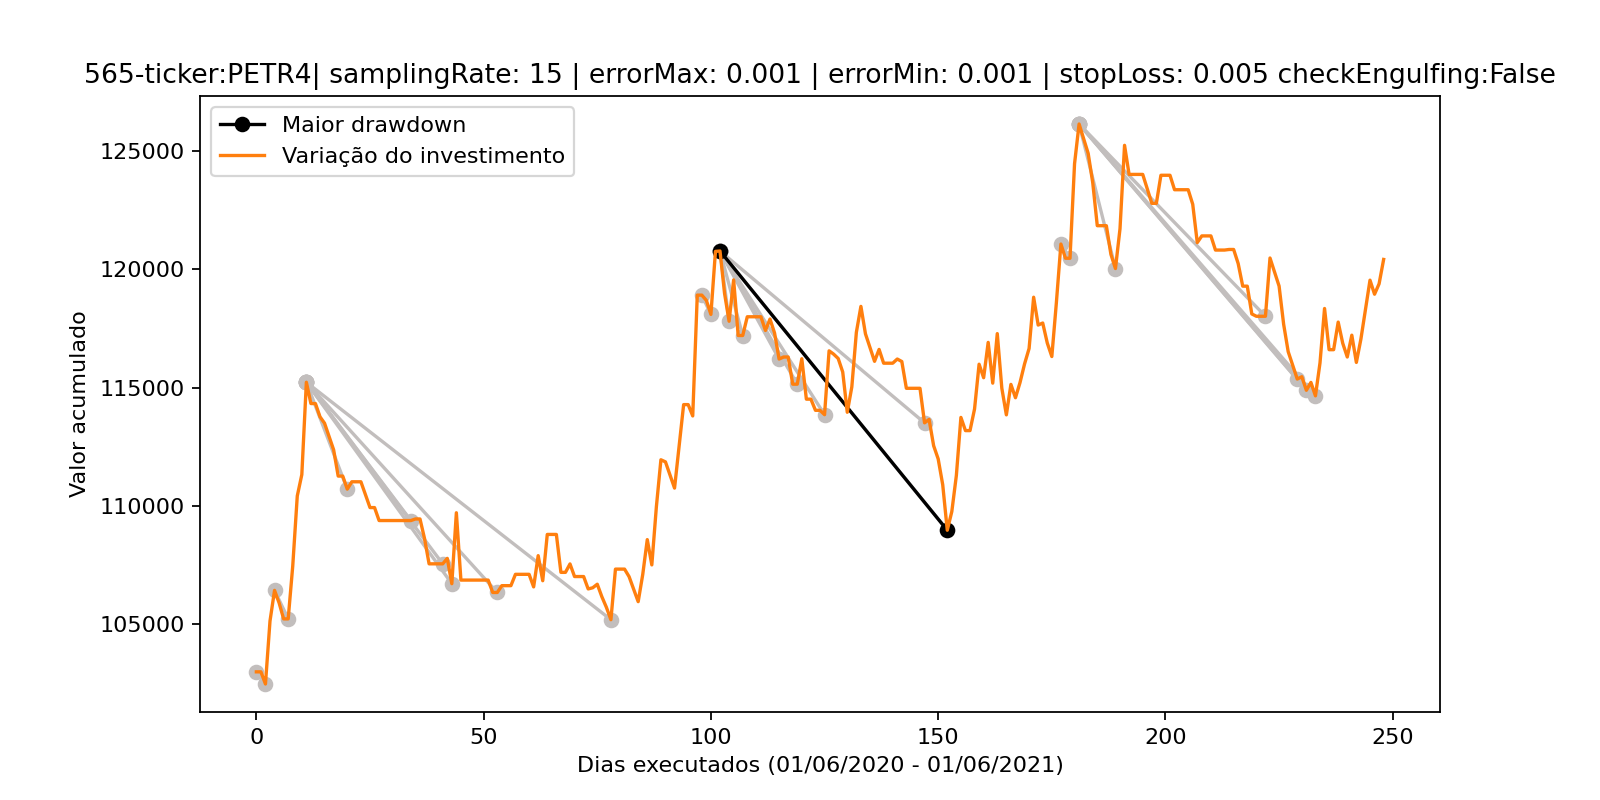 565-ticker:PETR4| samplingRate: 15 | errorMax: 0.001 | errorMin: 0.001 | stopLoss: 0.005 checkEngulfing:False
Maior drawdown
Variação do investimento
Valor acumulado
125000
120000
115000
110000
105000
0 50 100 150 200 250
Dias executados (01/06/2020 - 01/06/2021)